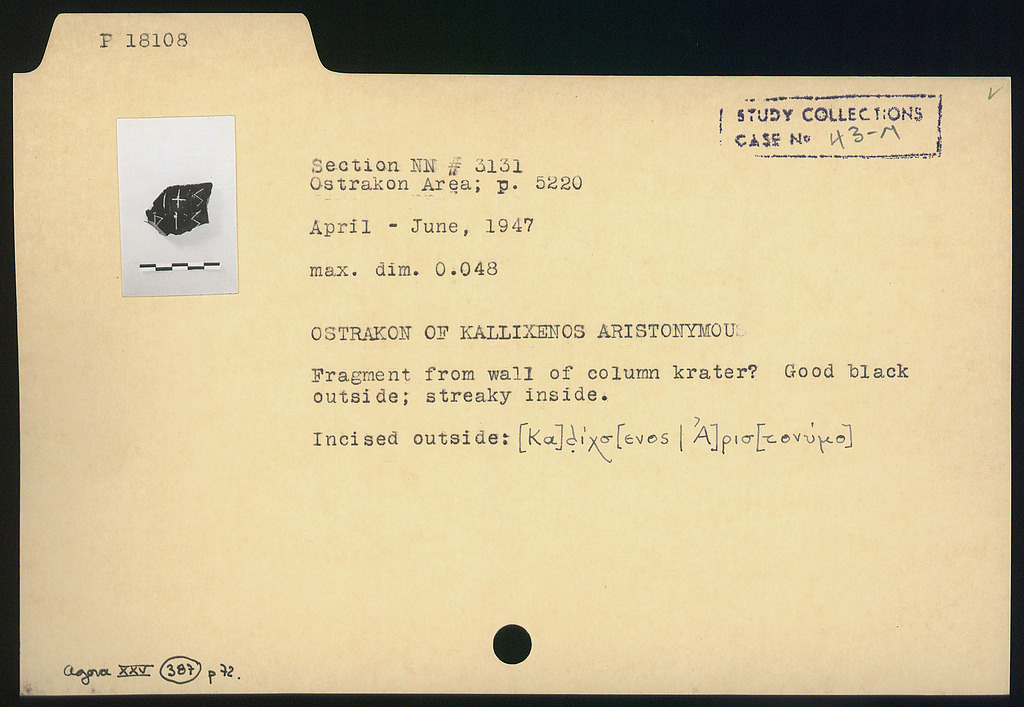 P 18108
STUDY COLLECTIONS
CASE No 43-M
Section NN # 3131
Ostrakon Area; p. 5220
April - June, 1947
max. dim. 0.048
OSTRAKON OF KALLIXENOS ARISTONYMOUS
Fragment from wall of column krater? Good black
outside; streaky inside.
Incised outside: [Κα]λ̣ίχσ[ενος | Ἀ]ρισ[τονύμο]
Agora XXV 387 p 72.